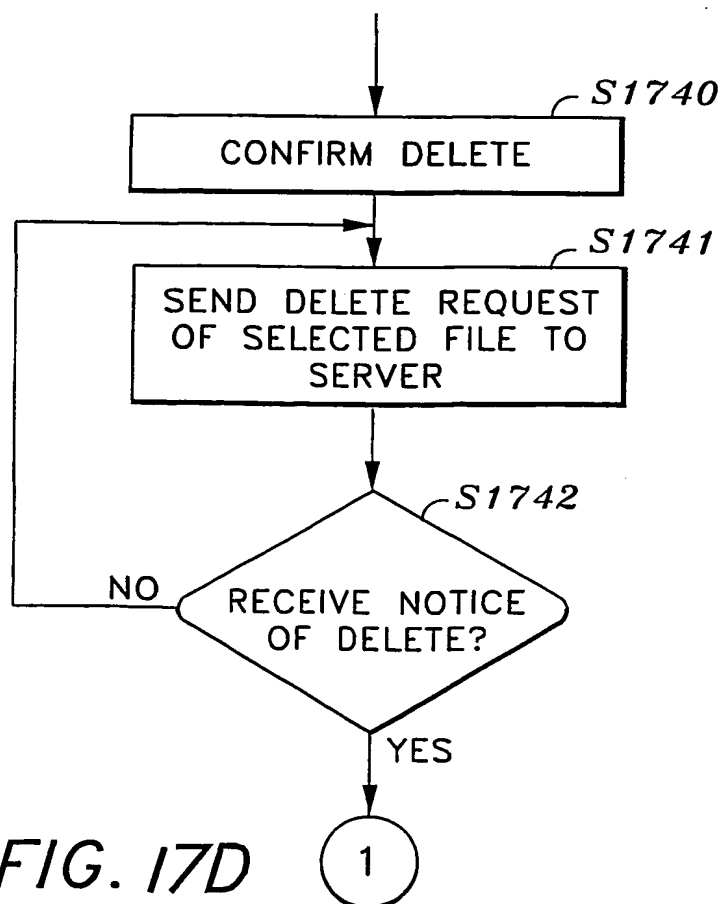 S1740
CONFIRM DELETE
S1741
SEND DELETE REQUEST
OF SELECTED FILE TO
SERVER
S1742
NO
RECEIVE NOTICE
OF DELETE?
YES
FIG. 17D
1